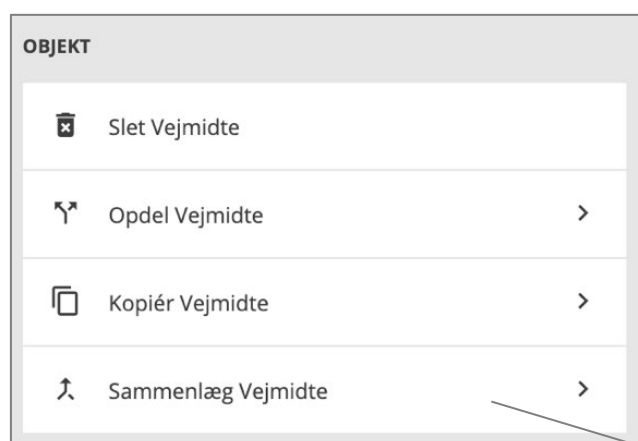 OBJEKT
Slet Vejmidte
Opdel Vejmidte
Kopiér Vejmidte
Sammenlæg Vejmidte